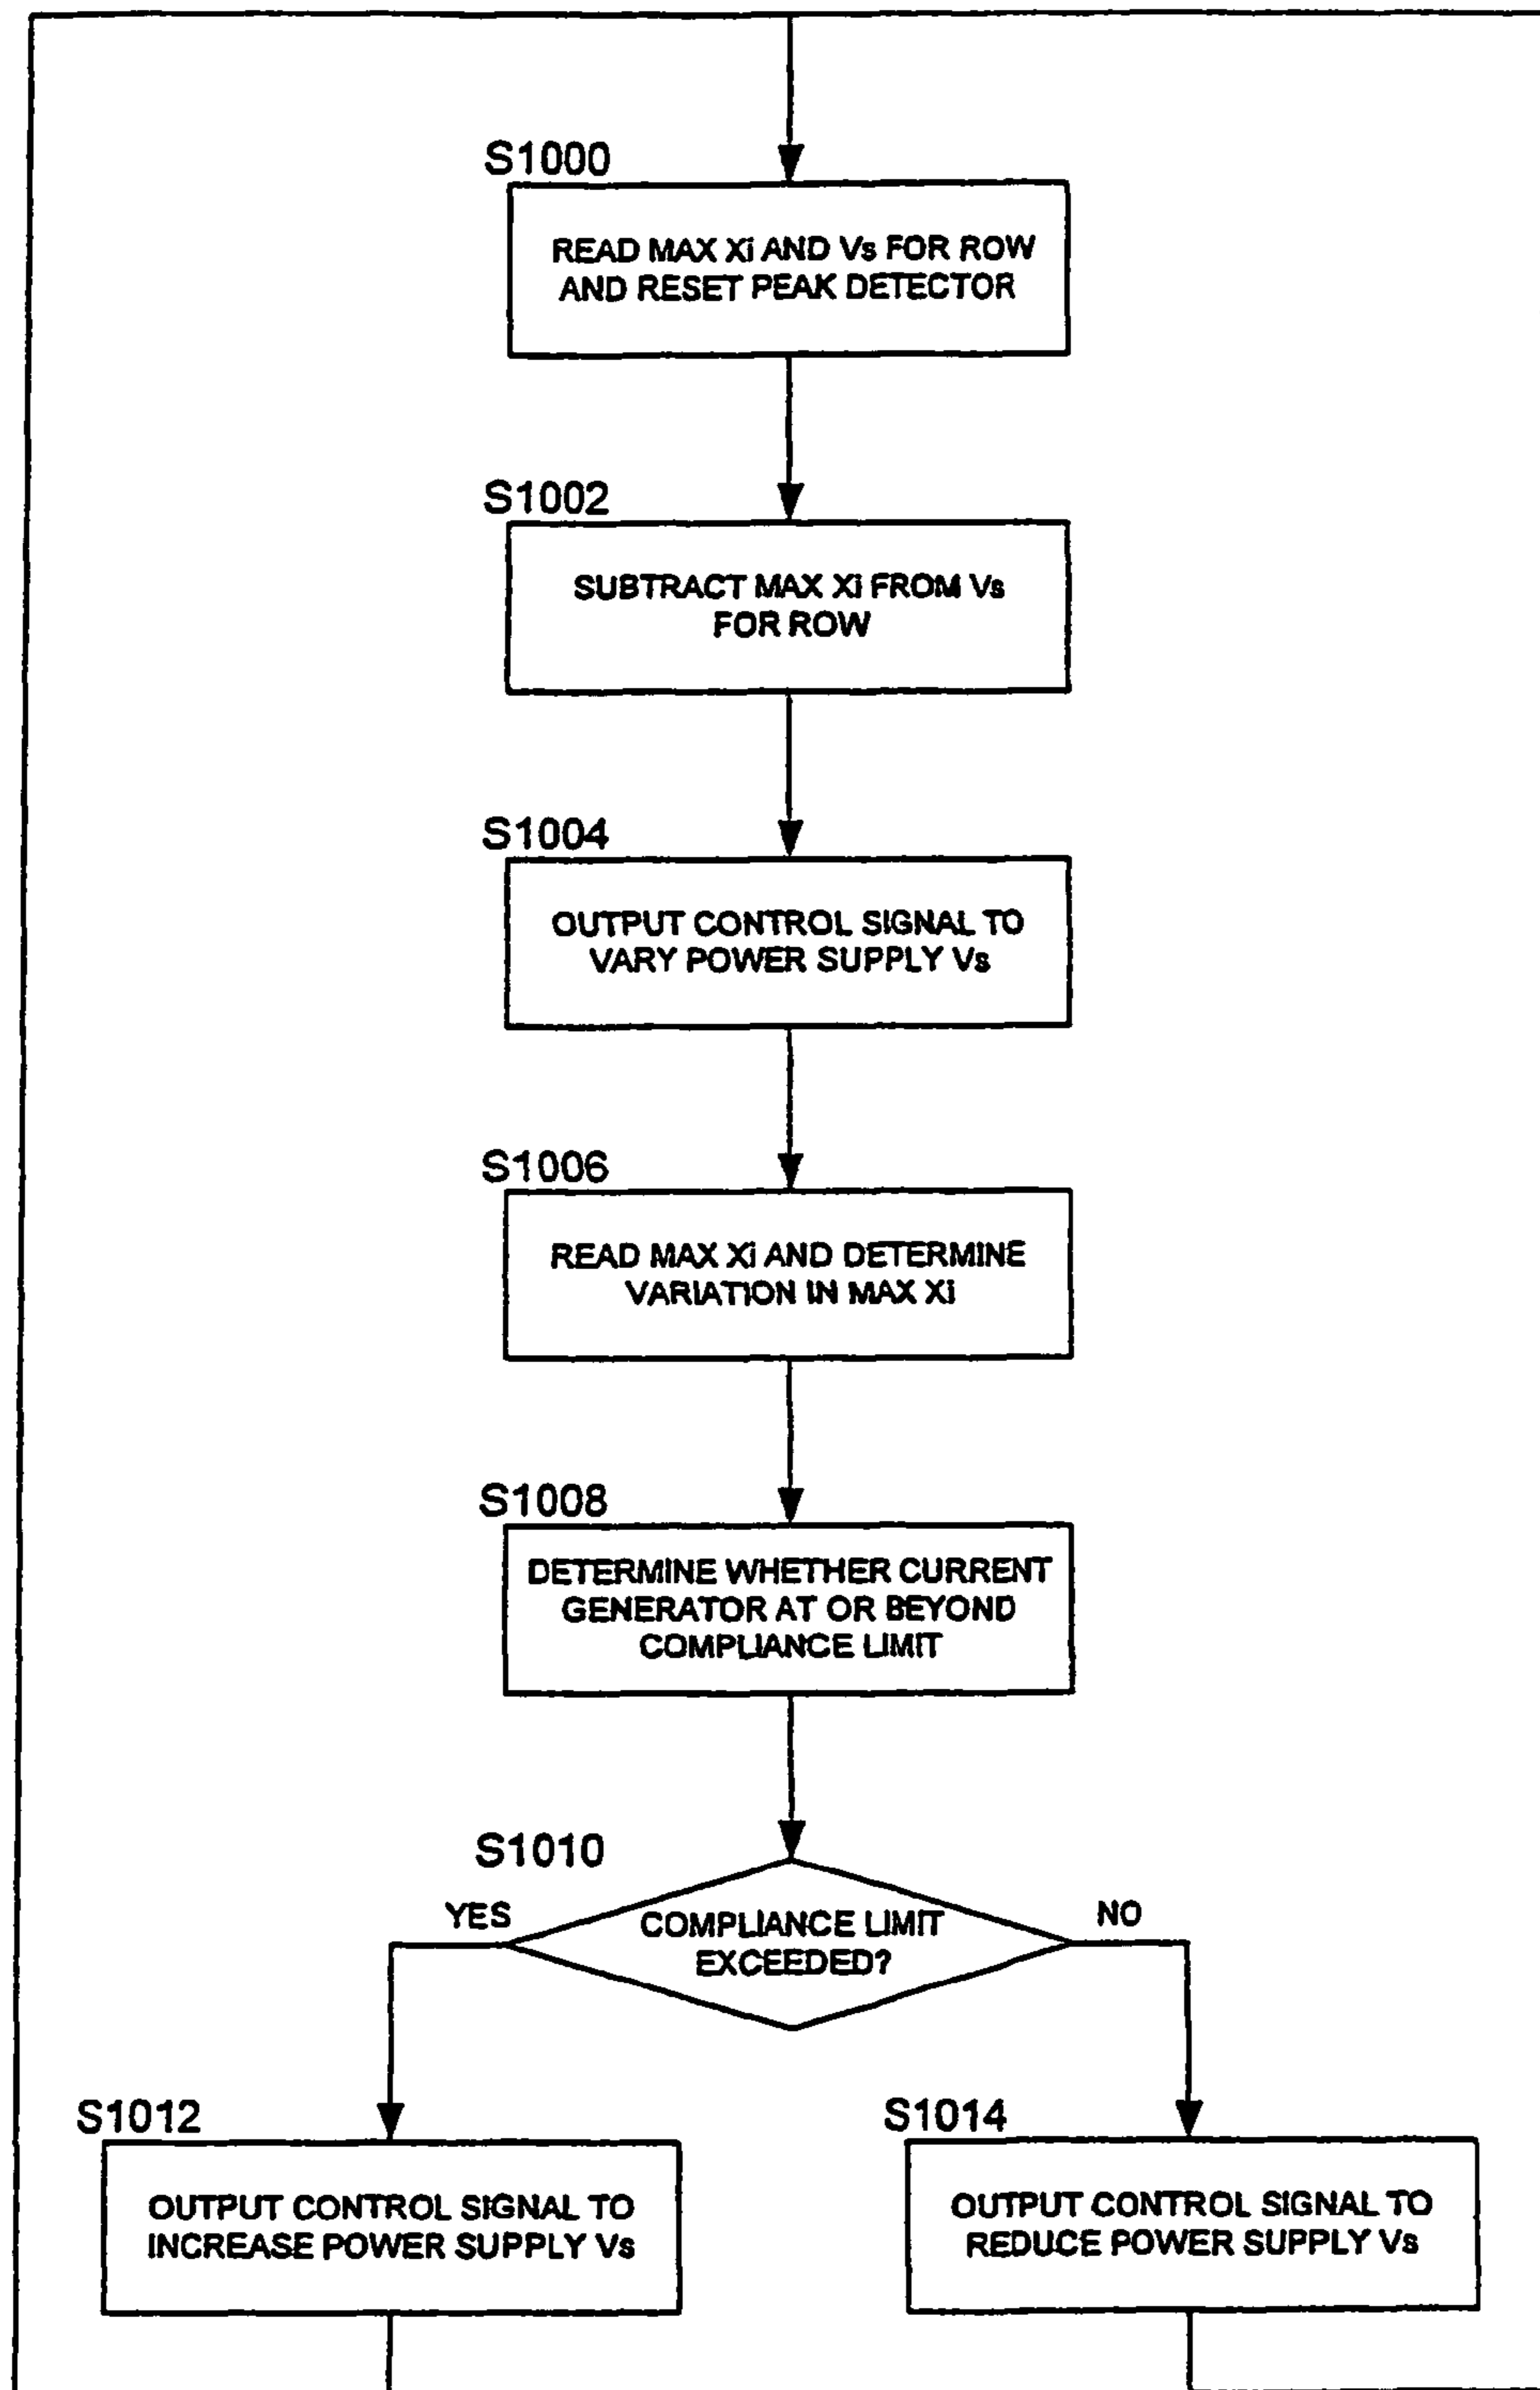 S1000
READ MAX Xi AND Vs FOR ROW
AND RESET PEAK DETECTOR
S1002
SUBTRACT MAX Xi FROM Vs
FOR ROW
S1004
OUTPUT CONTROL SIGNAL TO
VARY POWER SUPPLY Vs
S1006
READ MAX Xi AND DETERMINE
VARIATION IN MAX Xi
S1008
DETERMINE WHETHER CURRENT
GENERATOR AT OR BEYOND
COMPLIANCE LIMIT
S1010
YES
COMPLIANCE LIMIT
EXCEEDED?
NO
S1012
OUTPUT CONTROL SIGNAL TO
INCREASE POWER SUPPLY Vs
S1014
OUTPUT CONTROL SIGNAL TO
REDUCE POWER SUPPLY Vs